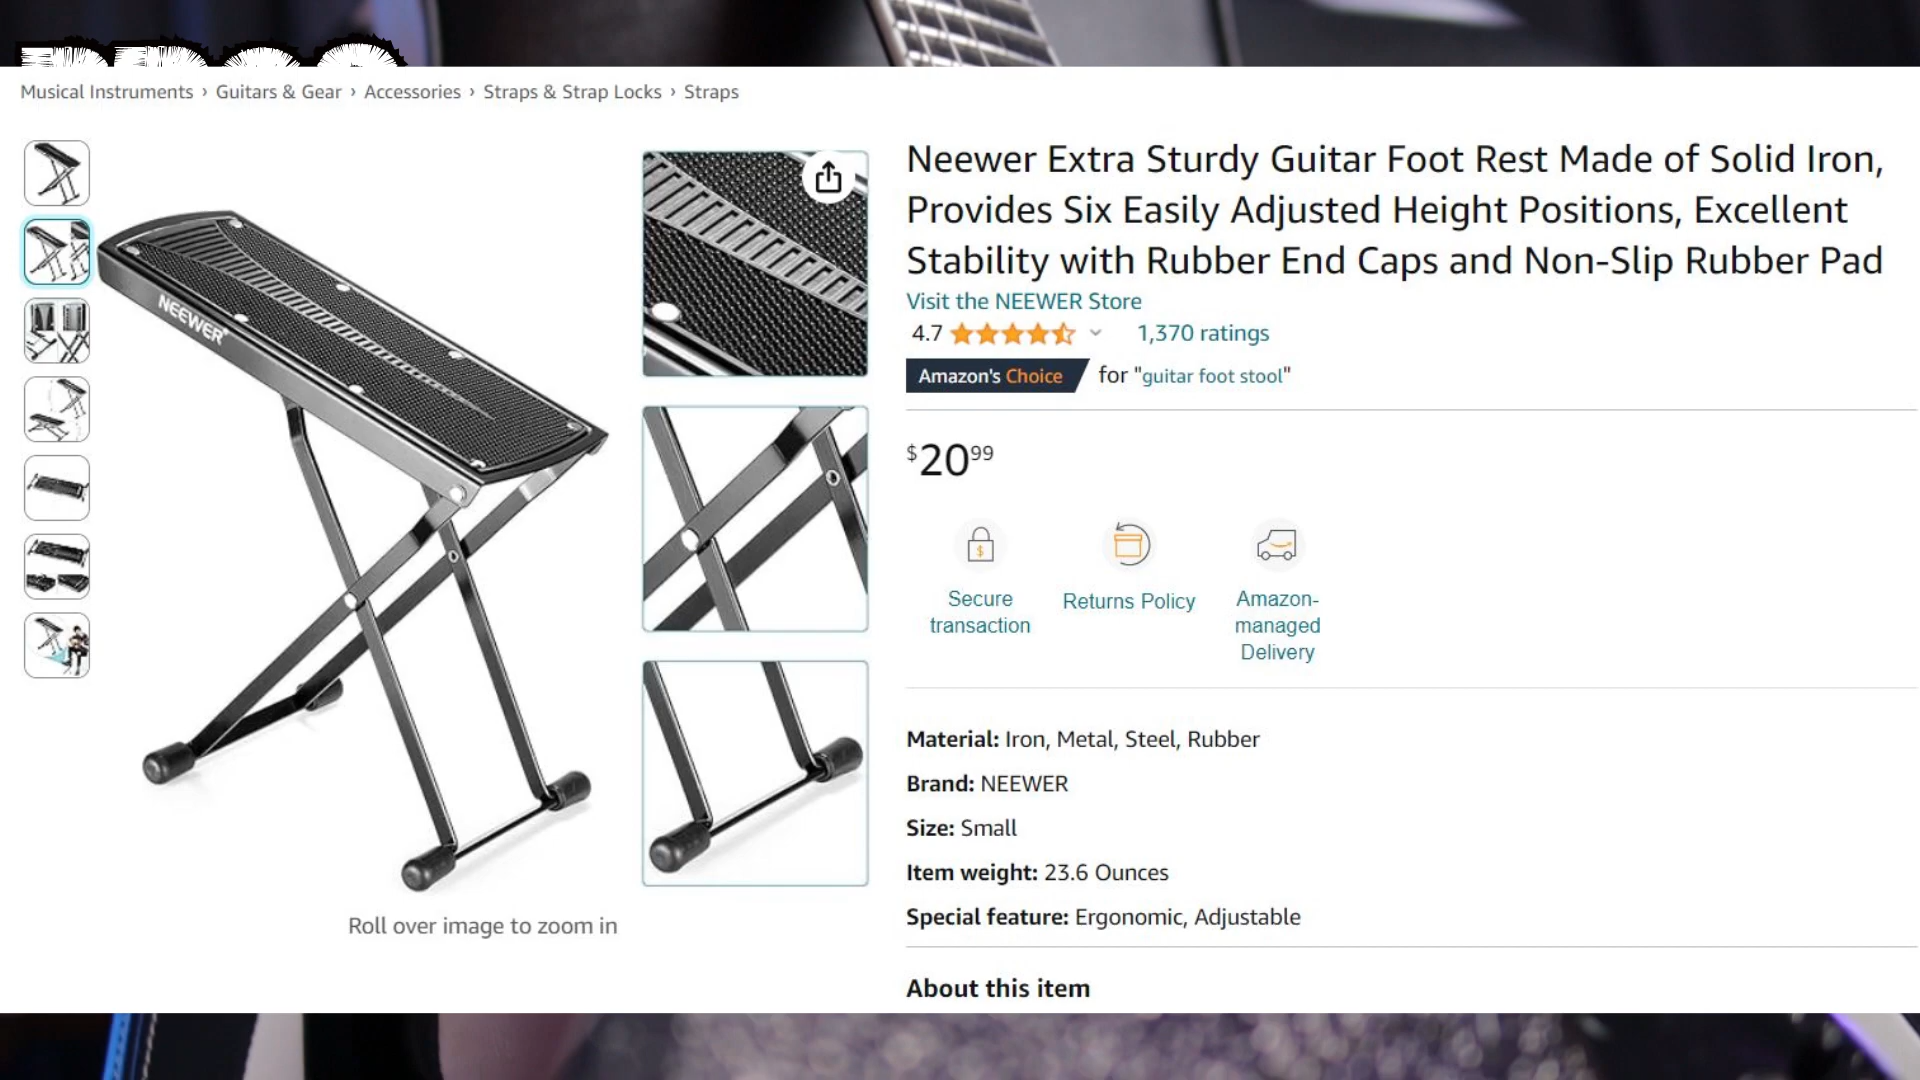 Musical Instruments › Guitars & Gear › Accessories › Straps & Strap Locks › Straps
NEEWER
Neewer Extra Sturdy Guitar Foot Rest Made of Solid Iron,
Provides Six Easily Adjusted Height Positions, Excellent
Stability with Rubber End Caps and Non-Slip Rubber Pad
Visit the NEEWER Store
4.7 1,370 ratings
Amazon's Choice for "guitar foot stool"
$20 99
Secure
transaction
Returns Policy
Amazon-
managed
Delivery
Material: Iron, Metal, Steel, Rubber
Brand: NEEWER
Size: Small
Item weight: 23.6 Ounces
Special feature: Ergonomic, Adjustable
Roll over image to zoom in
About this item